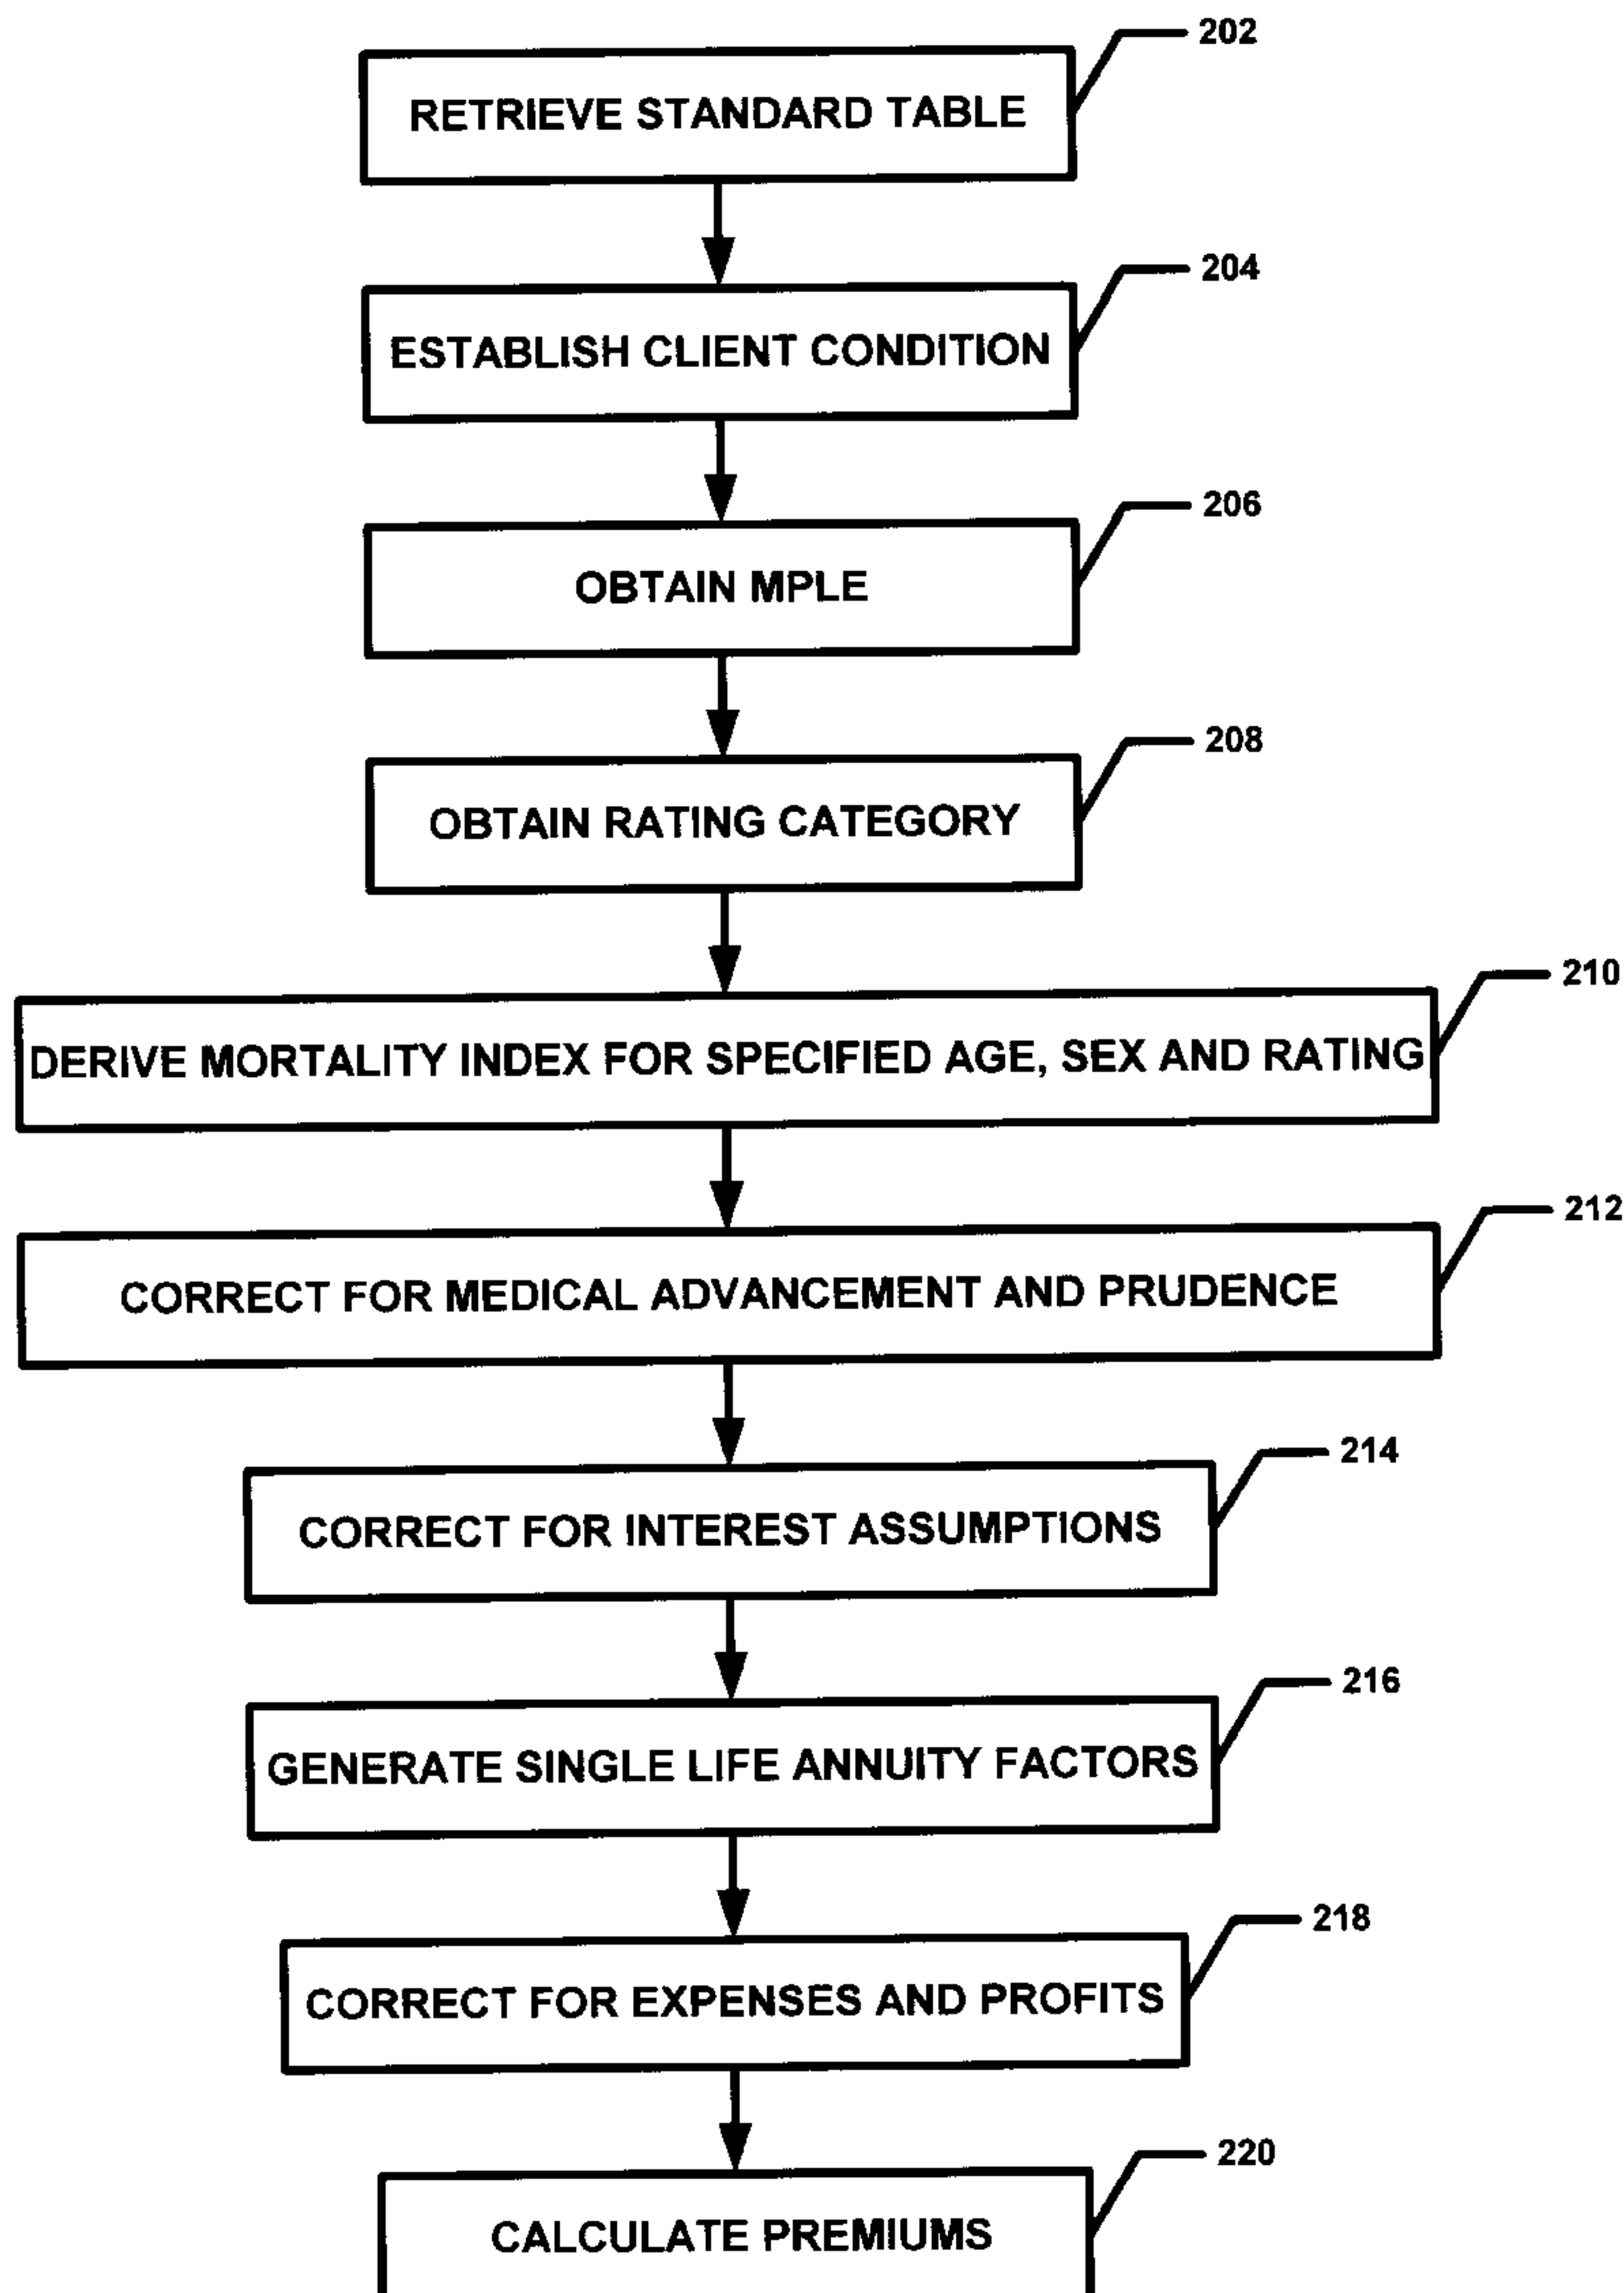 202
RETRIEVE STANDARD TABLE
204
ESTABLISH CLIENT CONDITION
206
OBTAIN MPLE
208
OBTAIN RATING CATEGORY
210
DERIVE MORTALITY INDEX FOR SPECIFIED AGE, SEX AND RATING
212
CORRECT FOR MEDICAL ADVANCEMENT AND PRUDENCE
214
CORRECT FOR INTEREST ASSUMPTIONS
216
GENERATE SINGLE LIFE ANNUITY FACTORS
218
CORRECT FOR EXPENSES AND PROFITS
220
CALCULATE PREMIUMS